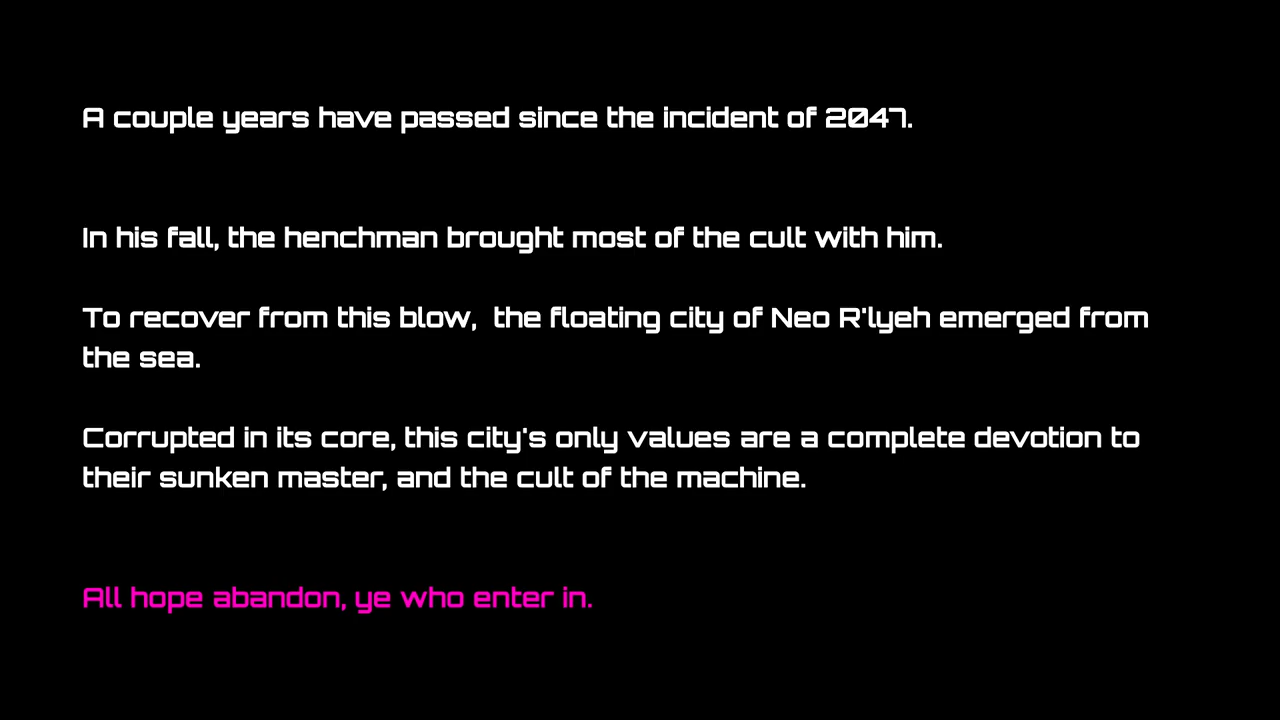 A couple years have passed since the incident of 2047.
In his fall, the henchman brought most of the cult with him.
To recover from this blow,  the floating city of Neo R'lyeh emerged from
the sea.
Corrupted in its core, this city's only values are a complete devotion to
their sunken master, and the cult of the machine.
All hope abandon, ye who enter in.